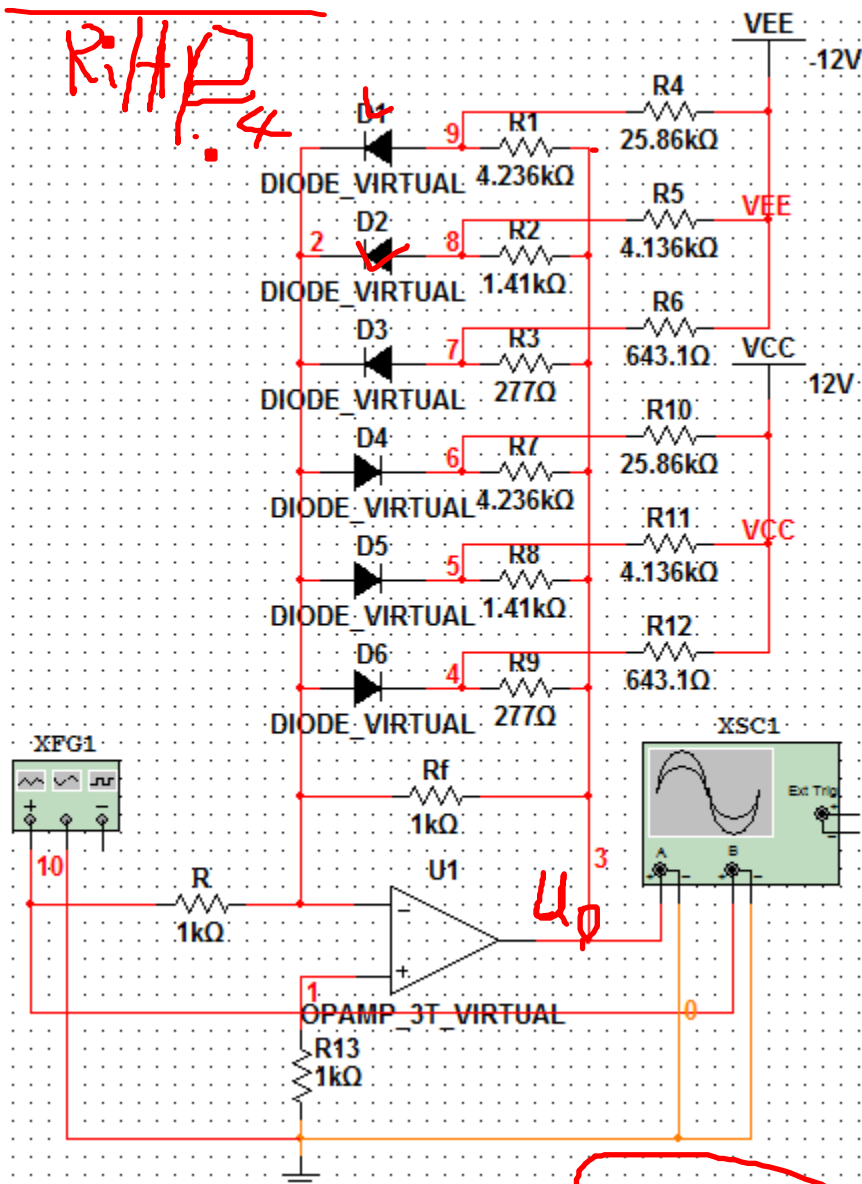 VEE
-12V
R4
25.86kΩ
D1
9
R1
4.236kΩ
DIODE_VIRTUAL
R5
VEE
4.136kΩ
D2
2
8
R2
1.41kΩ
DIODE_VIRTUAL
R6
643.1Ω
D3
7
R3
277Ω
DIODE_VIRTUAL
VCC
12V
R10
25.86kΩ
D4
6
R7
4.236kΩ
DIODE_VIRTUAL
R11
VCC
4.136kΩ
D5
5
R8
1.41kΩ
DIODE_VIRTUAL
R12
643.1Ω
D6
4
R9
277Ω
DIODE_VIRTUAL
XFG1
+
−
XSC1
Ext Trig
+
−
A
B
+ − + −
Rf
1kΩ
3
10
R
1kΩ
U1
−
+
1
OPAMP_3T_VIRTUAL
0
R13
1kΩ